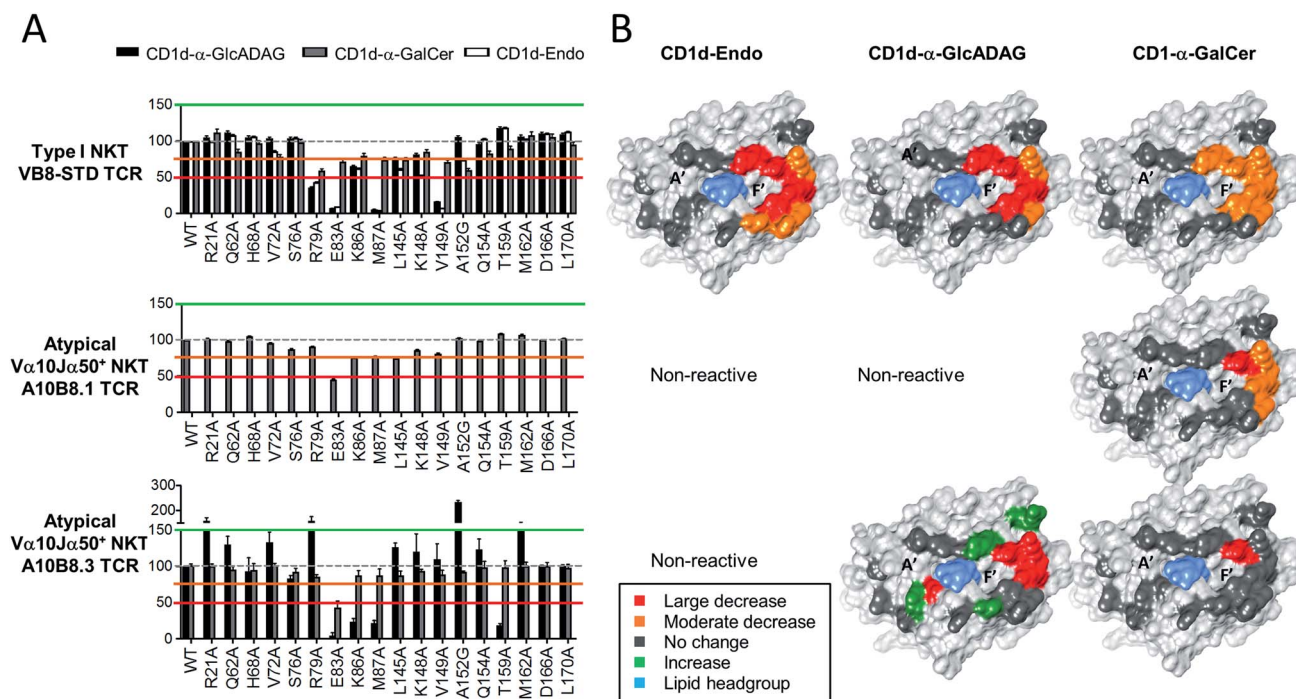 A
CD1d-α-GlcADAG CD1d-α-GalCer CD1d-Endo
Type I NKT
VB8-STD TCR
150
100
50
0
WT R21A Q62A H68A V72A S76A R79A E83A K86A M87A L145A K148A V149A A152G Q154A T159A M162A D166A L170A
Atypical
Vα10Jα50⁺ NKT
A10B8.1 TCR
150
100
50
0
WT R21A Q62A H68A V72A S76A R79A E83A K86A M87A L145A K148A V149A A152G Q154A T159A M162A D166A L170A
Atypical
Vα10Jα50⁺ NKT
A10B8.3 TCR
300
200
150
100
50
0
WT R21A Q62A H68A V72A S76A R79A E83A K86A M87A L145A K148A V149A A152G Q154A T159A M162A D166A L170A
B
CD1d-Endo CD1d-α-GlcADAG CD1-α-GalCer
A' F' A' F' A' F'
Non-reactive Non-reactive A' F'
Non-reactive A' F' A' F'
Large decrease
Moderate decrease
No change
Increase
Lipid headgroup